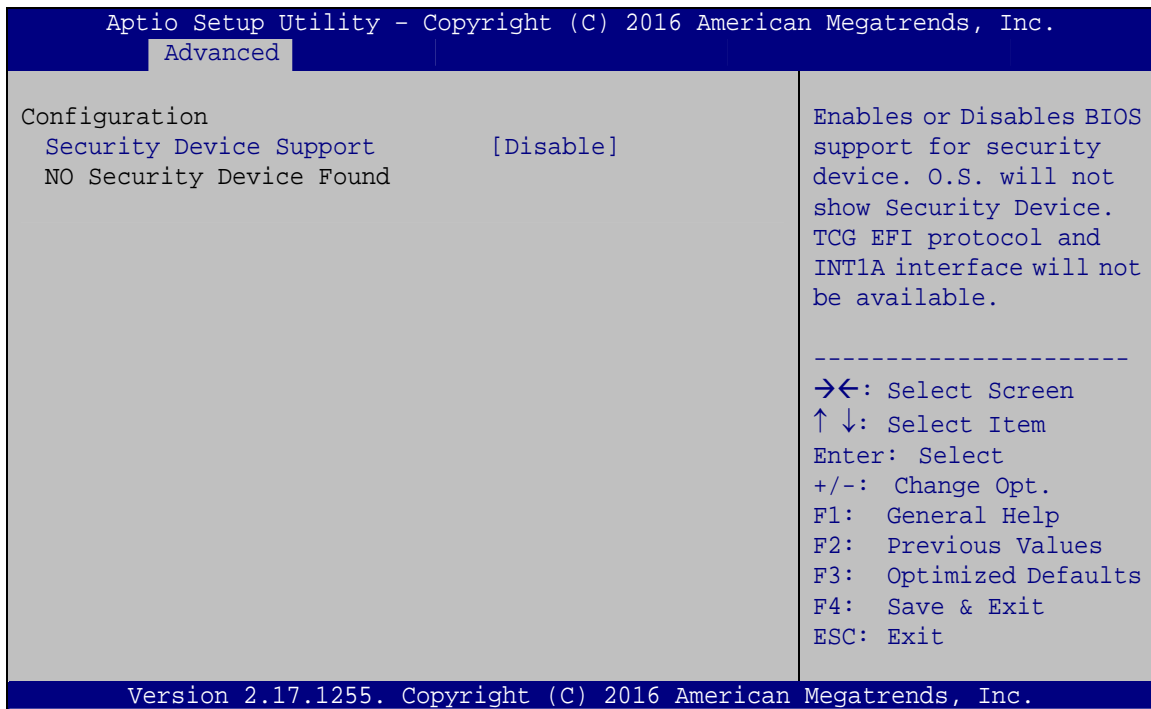 Aptio Setup Utility – Copyright (C) 2016 American Megatrends, Inc.
Advanced
Configuration
Security Device Support [Disable]
NO Security Device Found
Enables or Disables BIOS
support for security
device. O.S. will not
show Security Device.
TCG EFI protocol and
INT1A interface will not
be available.
----------------------
→←: Select Screen
↑ ↓: Select Item
Enter: Select
+/-: Change Opt.
F1: General Help
F2: Previous Values
F3: Optimized Defaults
F4: Save & Exit
ESC: Exit
Version 2.17.1255. Copyright (C) 2016 American Megatrends, Inc.